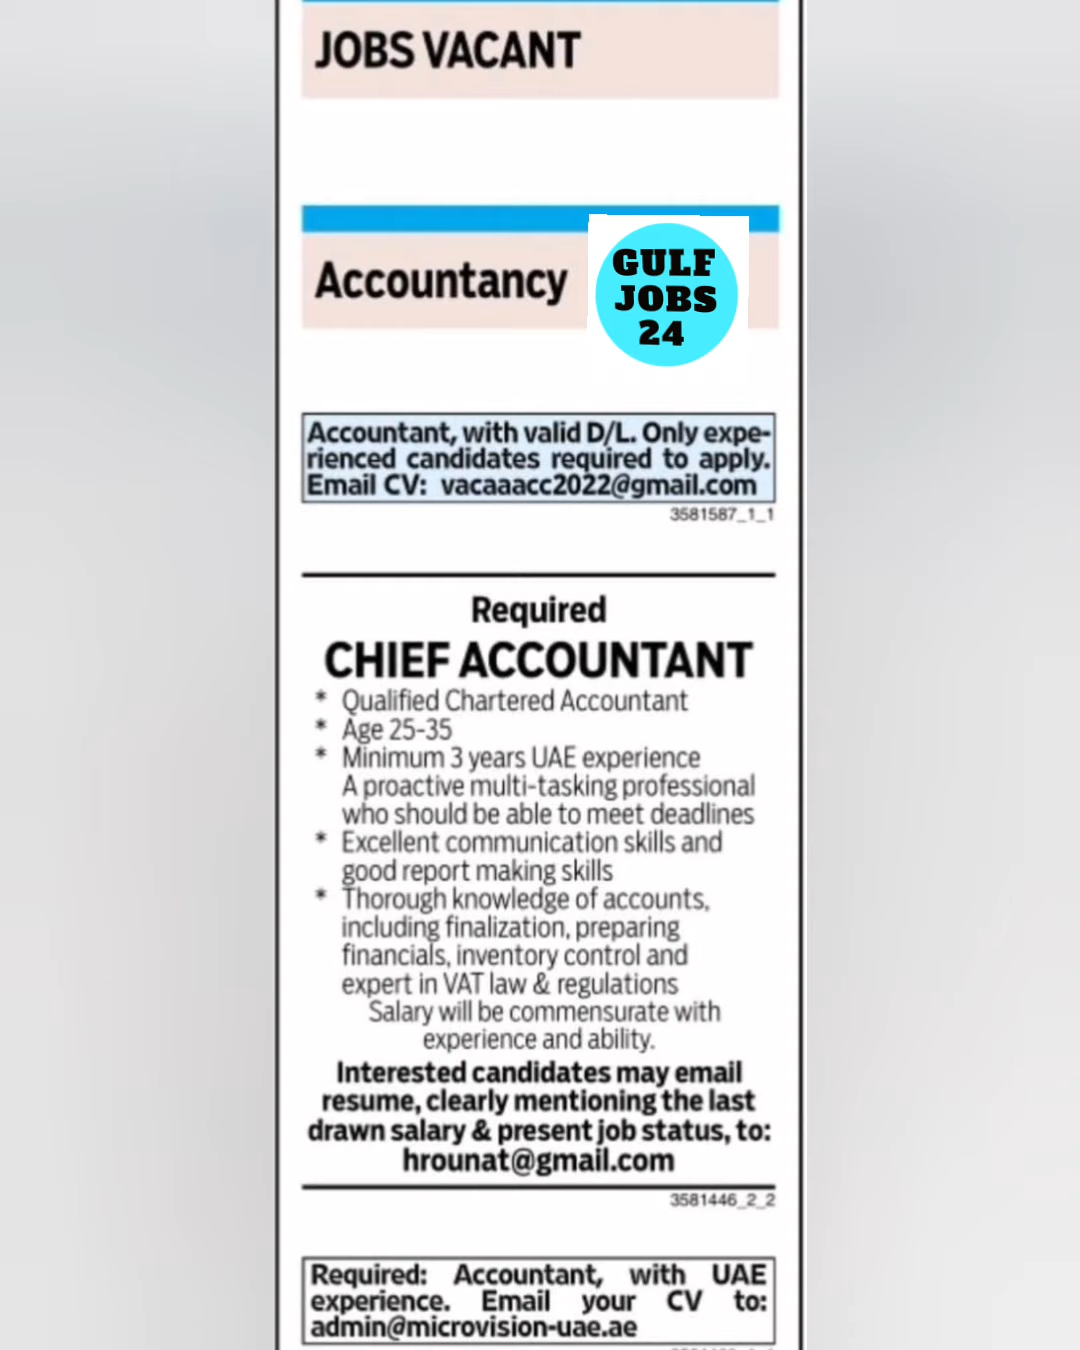 JOBS VACANT
Accountancy
GULF
JOBS
24
Accountant, with valid D/L. Only expe-
rienced candidates required to apply.
Email CV: vacaaacc2022@gmail.com
3581587_1_1
Required
CHIEF ACCOUNTANT
* Qualified Chartered Accountant
* Age 25-35
* Minimum 3 years UAE experience
A proactive multi-tasking professional
who should be able to meet deadlines
* Excellent communication skills and
good report making skills
* Thorough knowledge of accounts,
including finalization, preparing
financials, inventory control and
expert in VAT law & regulations
Salary will be commensurate with
experience and ability.
Interested candidates may email
resume, clearly mentioning the last
drawn salary & present job status, to:
hrounat@gmail.com
3581446_2_2
Required: Accountant, with UAE
experience. Email your CV to:
admin@microvision-uae.ae